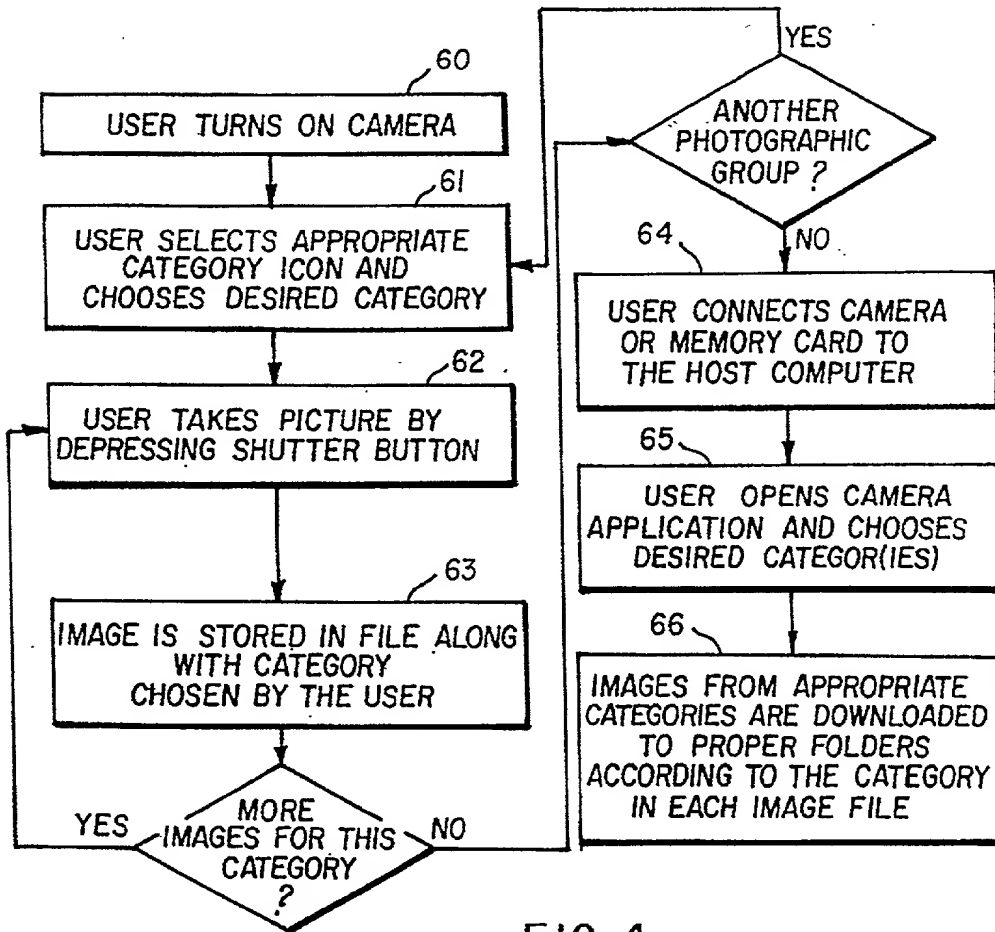 60
USER TURNS ON CAMERA
61
USER SELECTS APPROPRIATE
CATEGORY ICON AND
CHOOSES DESIRED CATEGORY
62
USER TAKES PICTURE BY
DEPRESSING SHUTTER BUTTON
63
IMAGE IS STORED IN FILE ALONG
WITH CATEGORY
CHOSEN BY THE USER
YES
MORE
IMAGES FOR THIS
CATEGORY
?
NO
YES
ANOTHER
PHOTOGRAPHIC
GROUP ?
NO
64
USER CONNECTS CAMERA
OR MEMORY CARD TO
THE HOST COMPUTER
65
USER OPENS CAMERA
APPLICATION AND CHOOSES
DESIRED CATEGOR(IES)
66
IMAGES FROM APPROPRIATE
CATEGORIES ARE DOWNLOADED
TO PROPER FOLDERS
ACCORDING TO THE CATEGORY
IN EACH IMAGE FILE